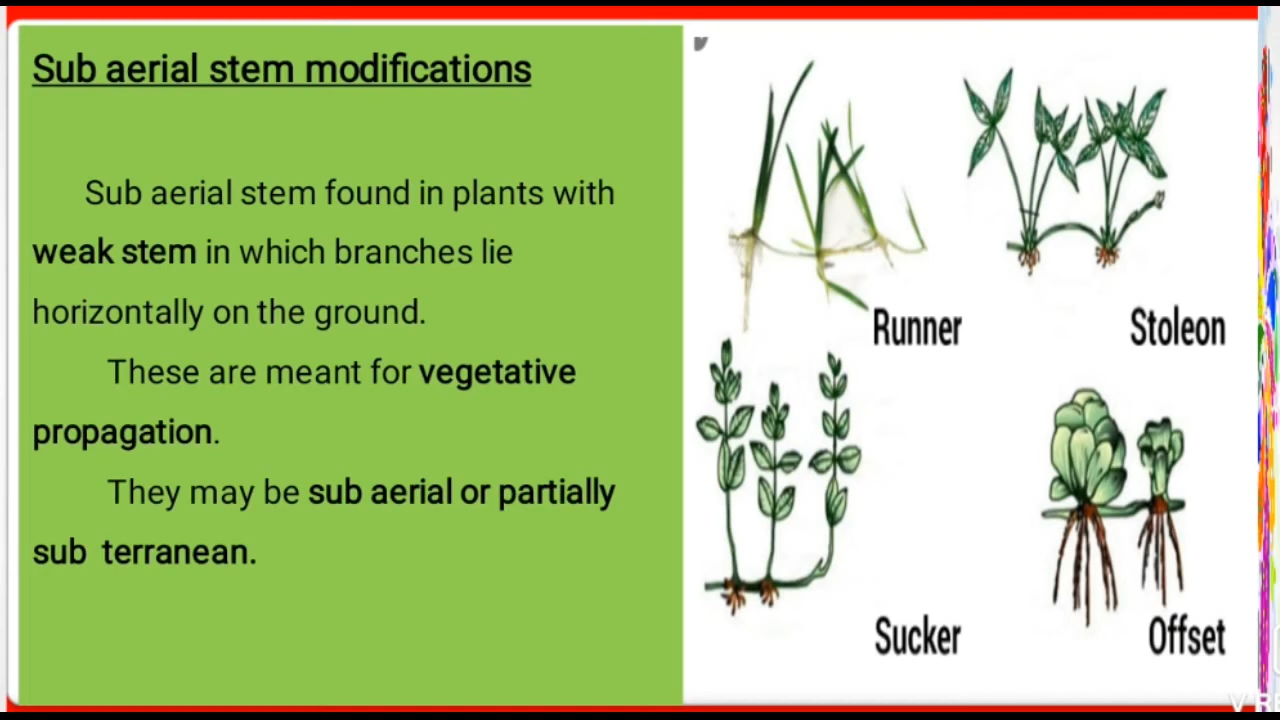 Sub aerial stem modifications
Sub aerial stem found in plants with
weak stem in which branches lie
horizontally on the ground.
These are meant for vegetative
propagation.
They may be sub aerial or partially
sub terranean.
Runner
Stoleon
Sucker
Offset